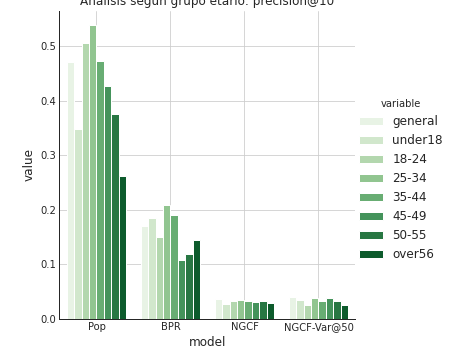 Análisis según grupo etario: precision@10
value
0.5
0.4
0.3
0.2
0.1
0.0
Pop
BPR
NGCF
NGCF-Var@50
model
variable
general
under18
18-24
25-34
35-44
45-49
50-55
over56